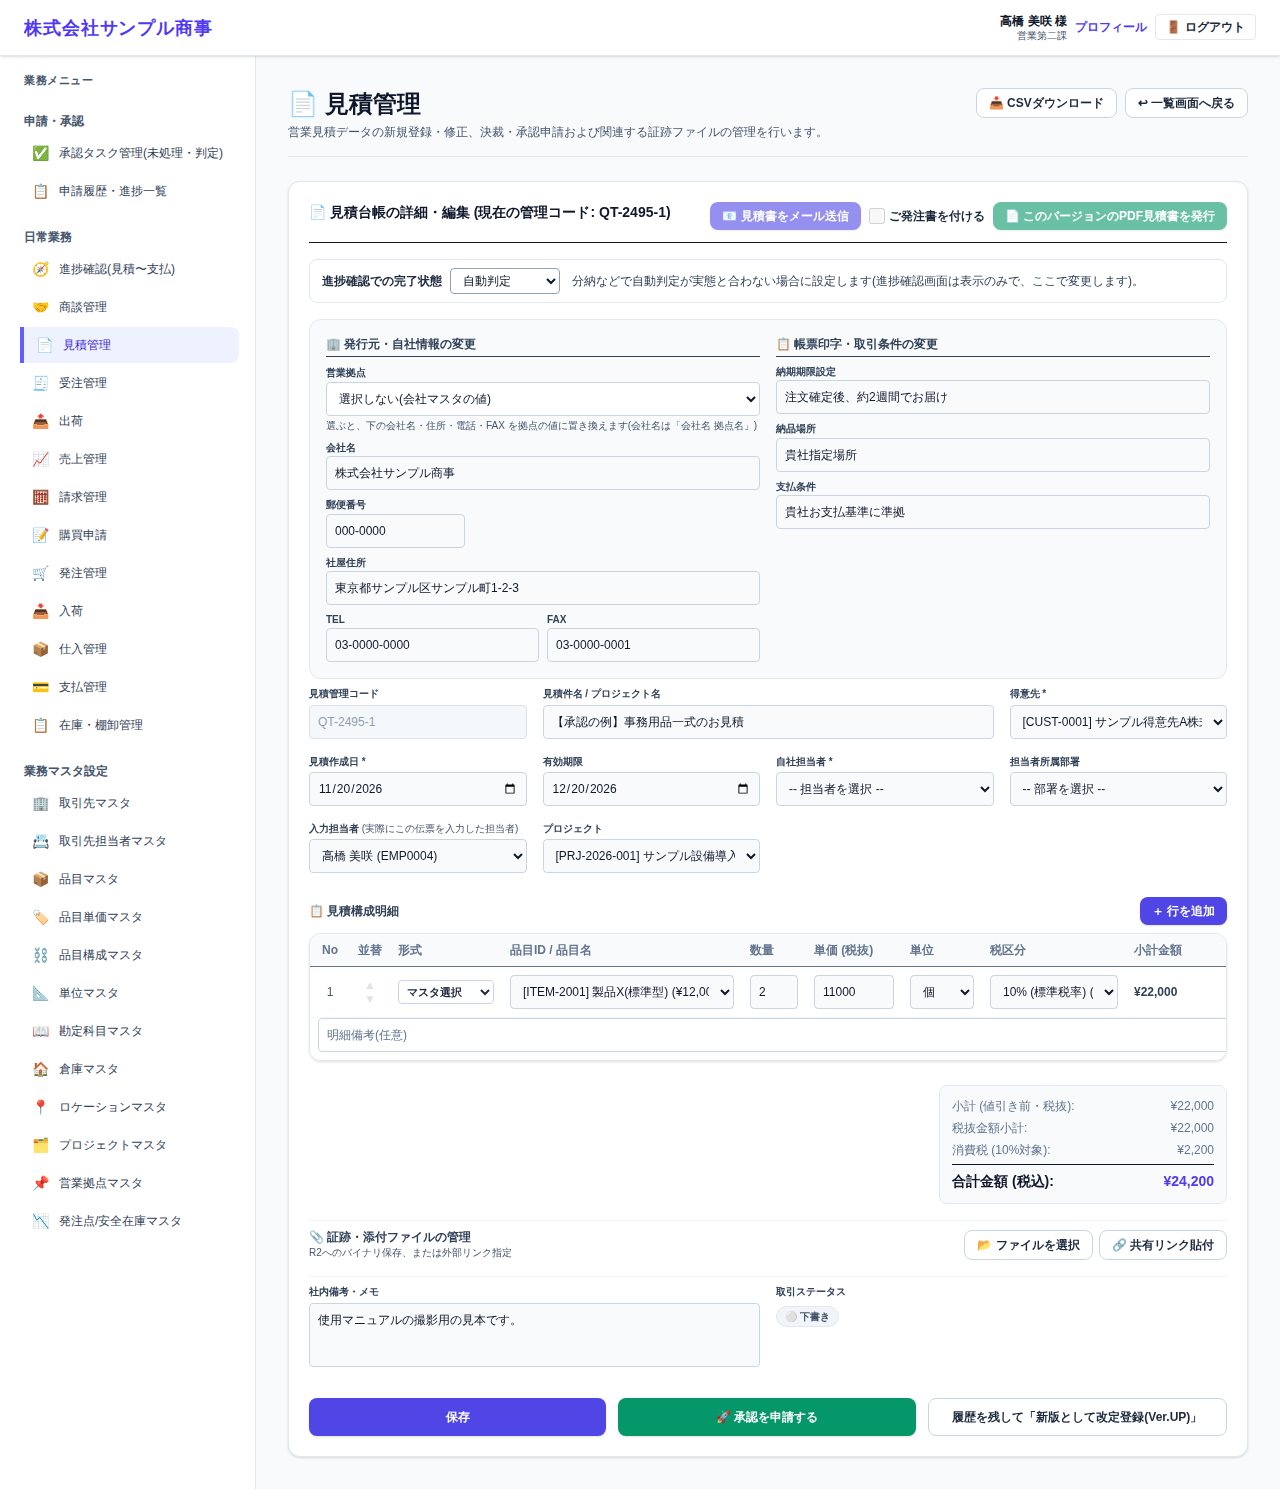 株式会社サンプル商事
高橋 美咲 様
営業第二課
プロフィール
🚪 ログアウト
業務メニュー
申請・承認
✅ 承認タスク管理(未処理・判定)
📋 申請履歴・進捗一覧
日常業務
🧭 進捗確認(見積〜支払)
🤝 商談管理
📄 見積管理
🧾 受注管理
📤 出荷
📈 売上管理
🧮 請求管理
📝 購買申請
🛒 発注管理
📥 入荷
📦 仕入管理
💳 支払管理
📋 在庫・棚卸管理
業務マスタ設定
🏢 取引先マスタ
📇 取引先担当者マスタ
📦 品目マスタ
🏷️ 品目単価マスタ
⛓️ 品目構成マスタ
📐 単位マスタ
📖 勘定科目マスタ
🏠 倉庫マスタ
📍 ロケーションマスタ
🗂️ プロジェクトマスタ
📌 営業拠点マスタ
📉 発注点/安全在庫マスタ
📄 見積管理
営業見積データの新規登録・修正、決裁・承認申請および関連する証跡ファイルの管理を行います。
📥 CSVダウンロード
↩ 一覧画面へ戻る
📄 見積台帳の詳細・編集 (現在の管理コード: QT-2495-1)
📧 見積書をメール送信
ご発注書を付ける
📄 このバージョンのPDF見積書を発行
進捗確認での完了状態
自動判定
分納などで自動判定が実態と合わない場合に設定します(進捗確認画面は表示のみで、ここで変更します)。
🏢 発行元・自社情報の変更
営業拠点
選択しない(会社マスタの値)
選ぶと、下の会社名・住所・電話・FAX を拠点の値に置き換えます(会社名は「会社名 拠点名」)
会社名
株式会社サンプル商事
郵便番号
000-0000
社屋住所
東京都サンプル区サンプル町1-2-3
TEL
FAX
03-0000-0000
03-0000-0001
📋 帳票印字・取引条件の変更
納期期限設定
注文確定後、約2週間でお届け
納品場所
貴社指定場所
支払条件
貴社お支払基準に準拠
見積管理コード
見積件名 / プロジェクト名
得意先 *
QT-2495-1
【承認の例】事務用品一式のお見積
[CUST-0001] サンプル得意先A株
見積作成日 *
有効期限
自社担当者 *
担当者所属部署
11/20/2026
12/20/2026
-- 担当者を選択 --
-- 部署を選択 --
入力担当者 (実際にこの伝票を入力した担当者)
プロジェクト
高橋 美咲 (EMP0004)
[PRJ-2026-001] サンプル設備導入
📋 見積構成明細
＋ 行を追加
No 並替 形式 品目ID / 品目名 数量 単価 (税抜) 単位 税区分 小計金額
1 ▲ ▼ マスタ選択 [ITEM-2001] 製品X(標準型) (¥12,00 2 11000 個 10% (標準税率) ( ¥22,000
明細備考(任意)
小計 (値引き前・税抜): ¥22,000
税抜金額小計: ¥22,000
消費税 (10%対象): ¥2,200
合計金額 (税込): ¥24,200
📎 証跡・添付ファイルの管理
R2へのバイナリ保存、または外部リンク指定
📂 ファイルを選択
🔗 共有リンク貼付
社内備考・メモ
取引ステータス
使用マニュアルの撮影用の見本です。
⚪ 下書き
保存
🚀 承認を申請する
履歴を残して「新版として改定登録(Ver.UP)」